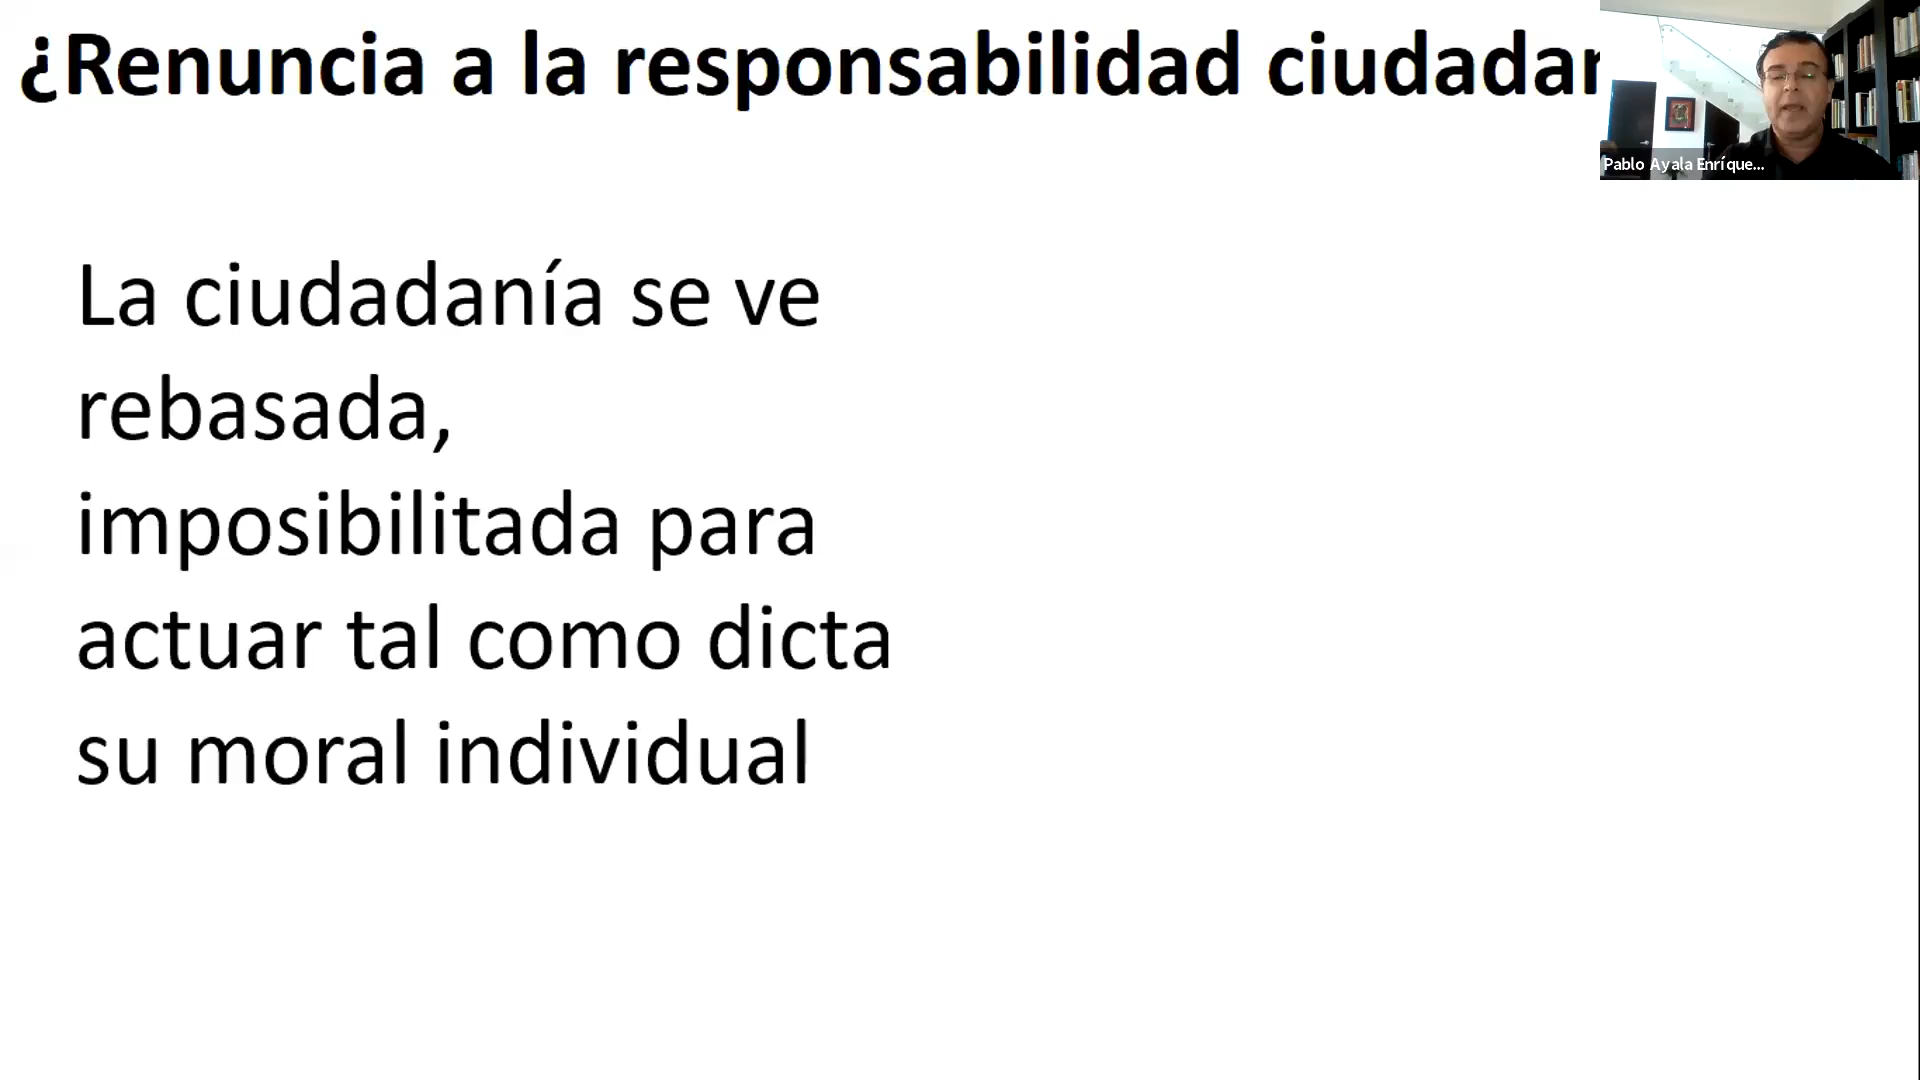 ¿Renuncia a la responsabilidad ciudadan
Pablo Ayala Enríque...
La ciudadanía se ve
rebasada,
imposibilitada para
actuar tal como dicta
su moral individual